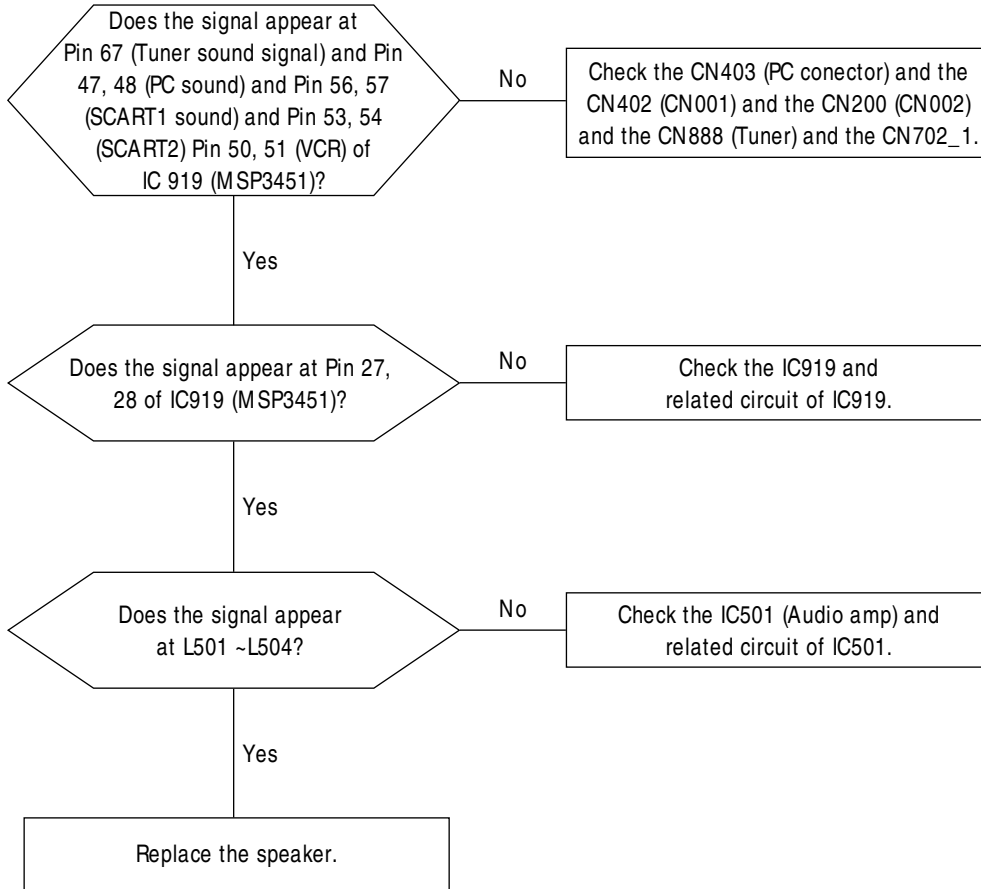 Does the signal appear at
Pin 67 (Tuner sound signal) and Pin
47, 48 (PC sound) and Pin 56, 57
(SCART1 sound) and Pin 53, 54
(SCART2) Pin 50, 51 (VCR) of
IC 919 (MSP3451)?
No
Check the CN403 (PC conector) and the
CN402 (CN001) and the CN200 (CN002)
and the CN888 (Tuner) and the CN702_1.
Yes
Does the signal appear at Pin 27,
28 of IC919 (MSP3451)?
No
Check the IC919 and
related circuit of IC919.
Yes
Does the signal appear
at L501 ~L504?
No
Check the IC501 (Audio amp) and
related circuit of IC501.
Yes
Replace the speaker.